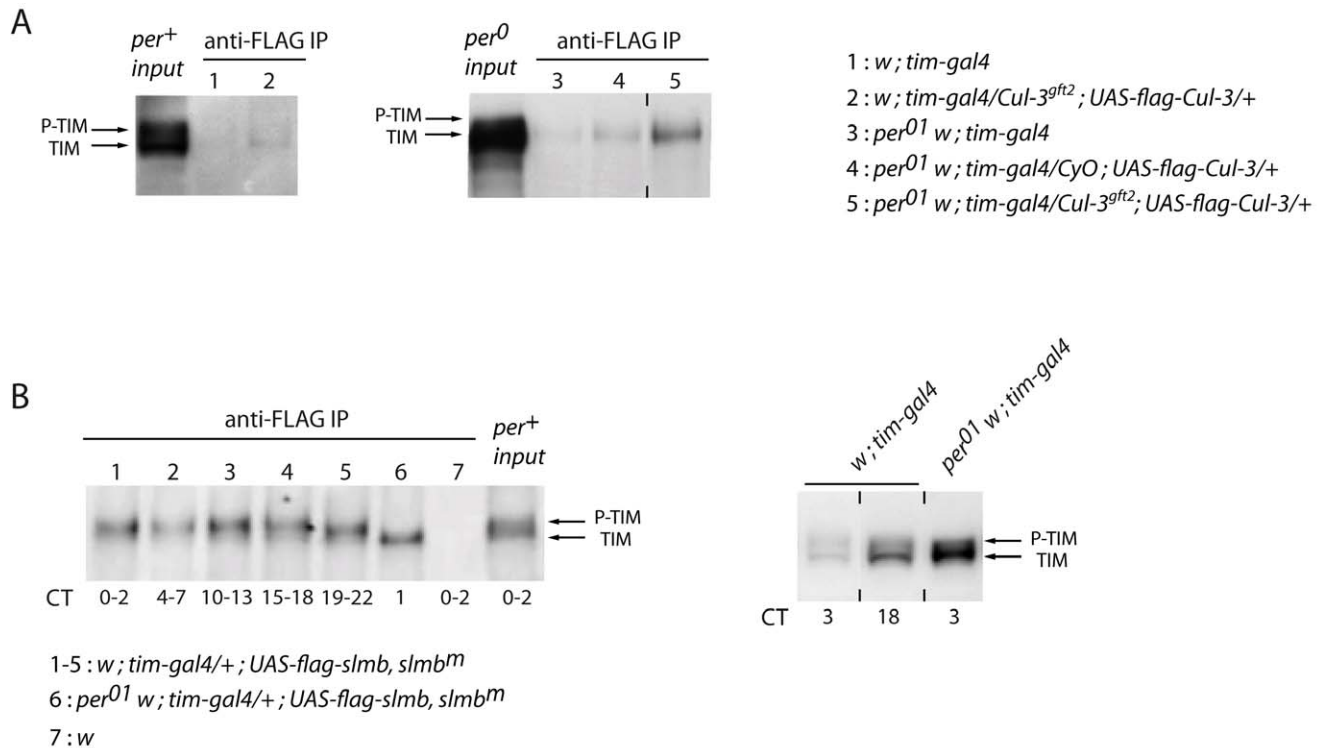 A
per+ input
anti-FLAG IP
1 2
P-TIM
TIM
per0 input
anti-FLAG IP
3 4 5
P-TIM
TIM
1 : w ; tim-gal4
2 : w ; tim-gal4/Cul-3gft2 ; UAS-flag-Cul-3/+
3 : per01 w ; tim-gal4
4 : per01 w ; tim-gal4/CyO ; UAS-flag-Cul-3/+
5 : per01 w ; tim-gal4/Cul-3gft2 ; UAS-flag-Cul-3/+
B
anti-FLAG IP
per+ input
1 2 3 4 5 6 7
P-TIM
TIM
CT 0-2 4-7 10-13 15-18 19-22 1 0-2 0-2
1-5 : w ; tim-gal4/+ ; UAS-flag-slmb, slmbm
6 : per01 w ; tim-gal4/+ ; UAS-flag-slmb, slmbm
7 : w
w ; tim-gal4
per01 w ; tim-gal4
P-TIM
TIM
CT 3 18 3